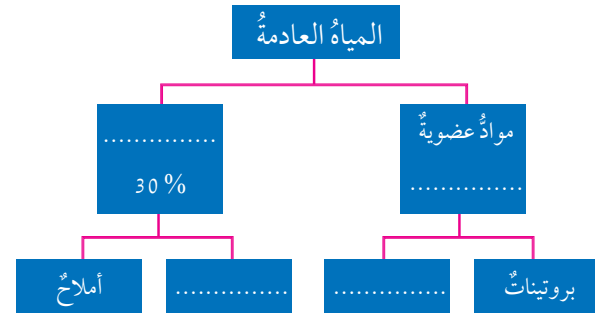 المياهُ العادمةُ
موادُّ عضويةٌ
...............
...............
30 %
بروتيناتٌ
...............
...............
أملاحٌ